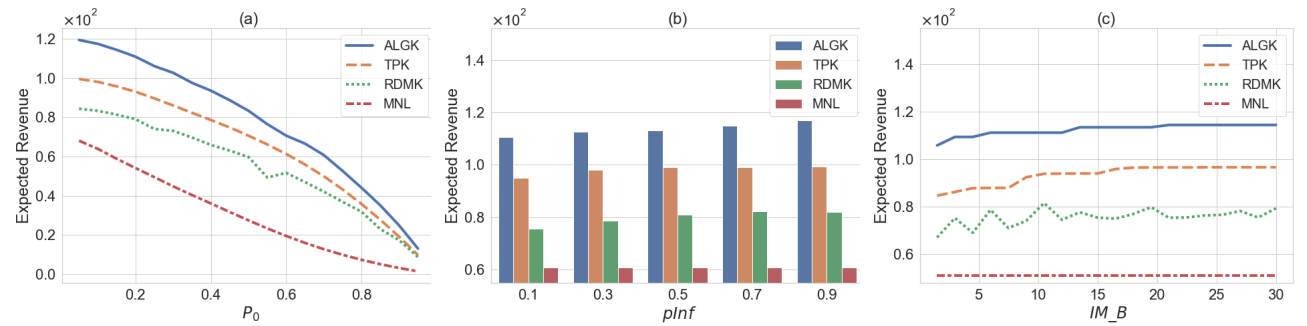 (a)
×10²
Expected Revenue
1.2
1.0
0.8
0.6
0.4
0.2
0.0
0.2 0.4 0.6 0.8
P₀
ALGK
TPK
RDMK
MNL
(b)
×10²
Expected Revenue
1.4
1.2
1.0
0.8
0.6
0.1 0.3 0.5 0.7 0.9
pInf
ALGK
TPK
RDMK
MNL
(c)
×10²
Expected Revenue
1.4
1.2
1.0
0.8
0.6
5 10 15 20 25 30
IM_B
ALGK
TPK
RDMK
MNL